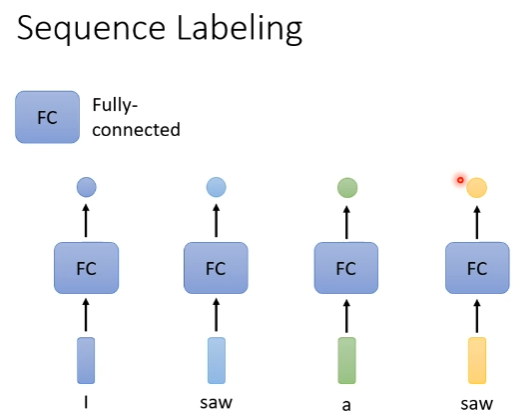 Sequence Labeling
FC
Fully-
connected
FC FC FC FC
I saw a saw